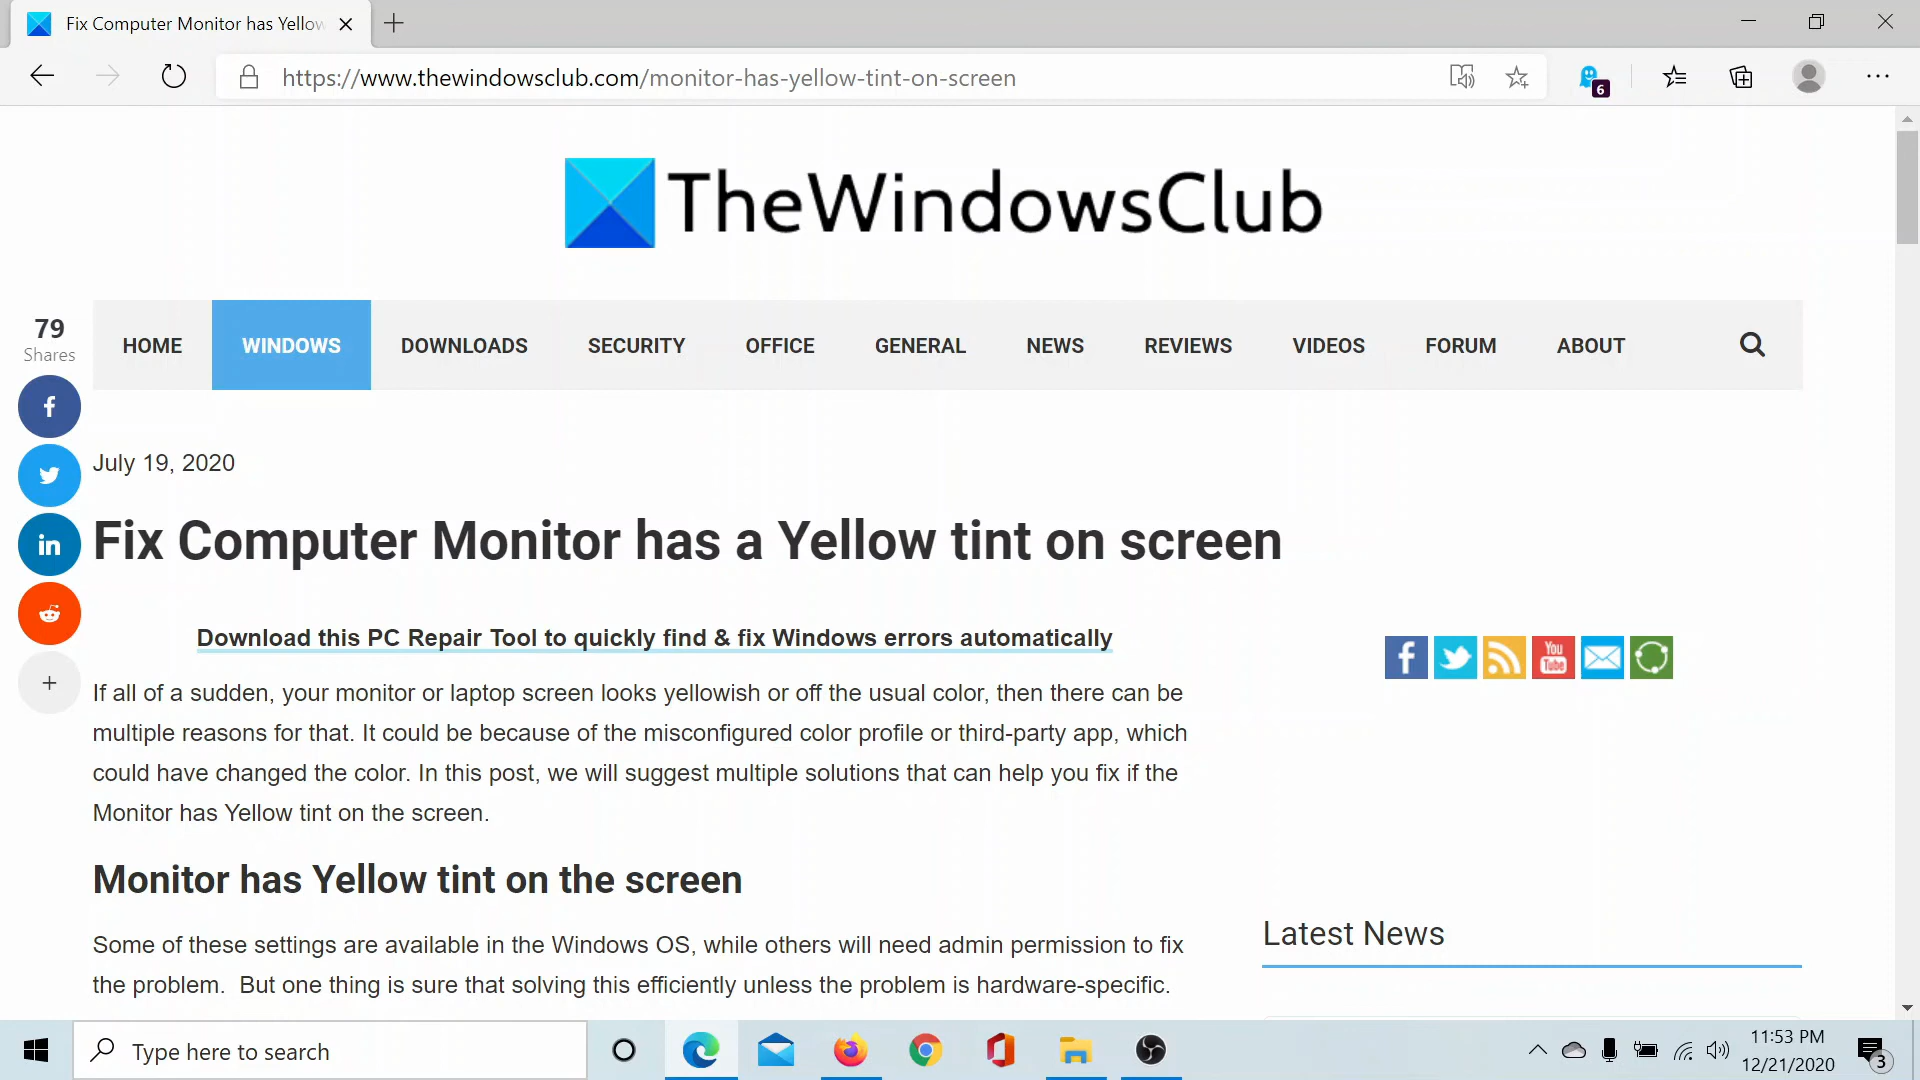 Fix Computer Monitor has Yellow
https://www.thewindowsclub.com/monitor-has-yellow-tint-on-screen
6
TheWindowsClub
HOME WINDOWS DOWNLOADS SECURITY OFFICE GENERAL NEWS REVIEWS VIDEOS FORUM ABOUT
79
Shares
July 19, 2020
Fix Computer Monitor has a Yellow tint on screen
Download this PC Repair Tool to quickly find & fix Windows errors automatically
You
Tube
If all of a sudden, your monitor or laptop screen looks yellowish or off the usual color, then there can be
multiple reasons for that. It could be because of the misconfigured color profile or third-party app, which
could have changed the color. In this post, we will suggest multiple solutions that can help you fix if the
Monitor has Yellow tint on the screen.
Monitor has Yellow tint on the screen
Some of these settings are available in the Windows OS, while others will need admin permission to fix
the problem.  But one thing is sure that solving this efficiently unless the problem is hardware-specific.
Latest News
Type here to search
11:53 PM
12/21/2020
3